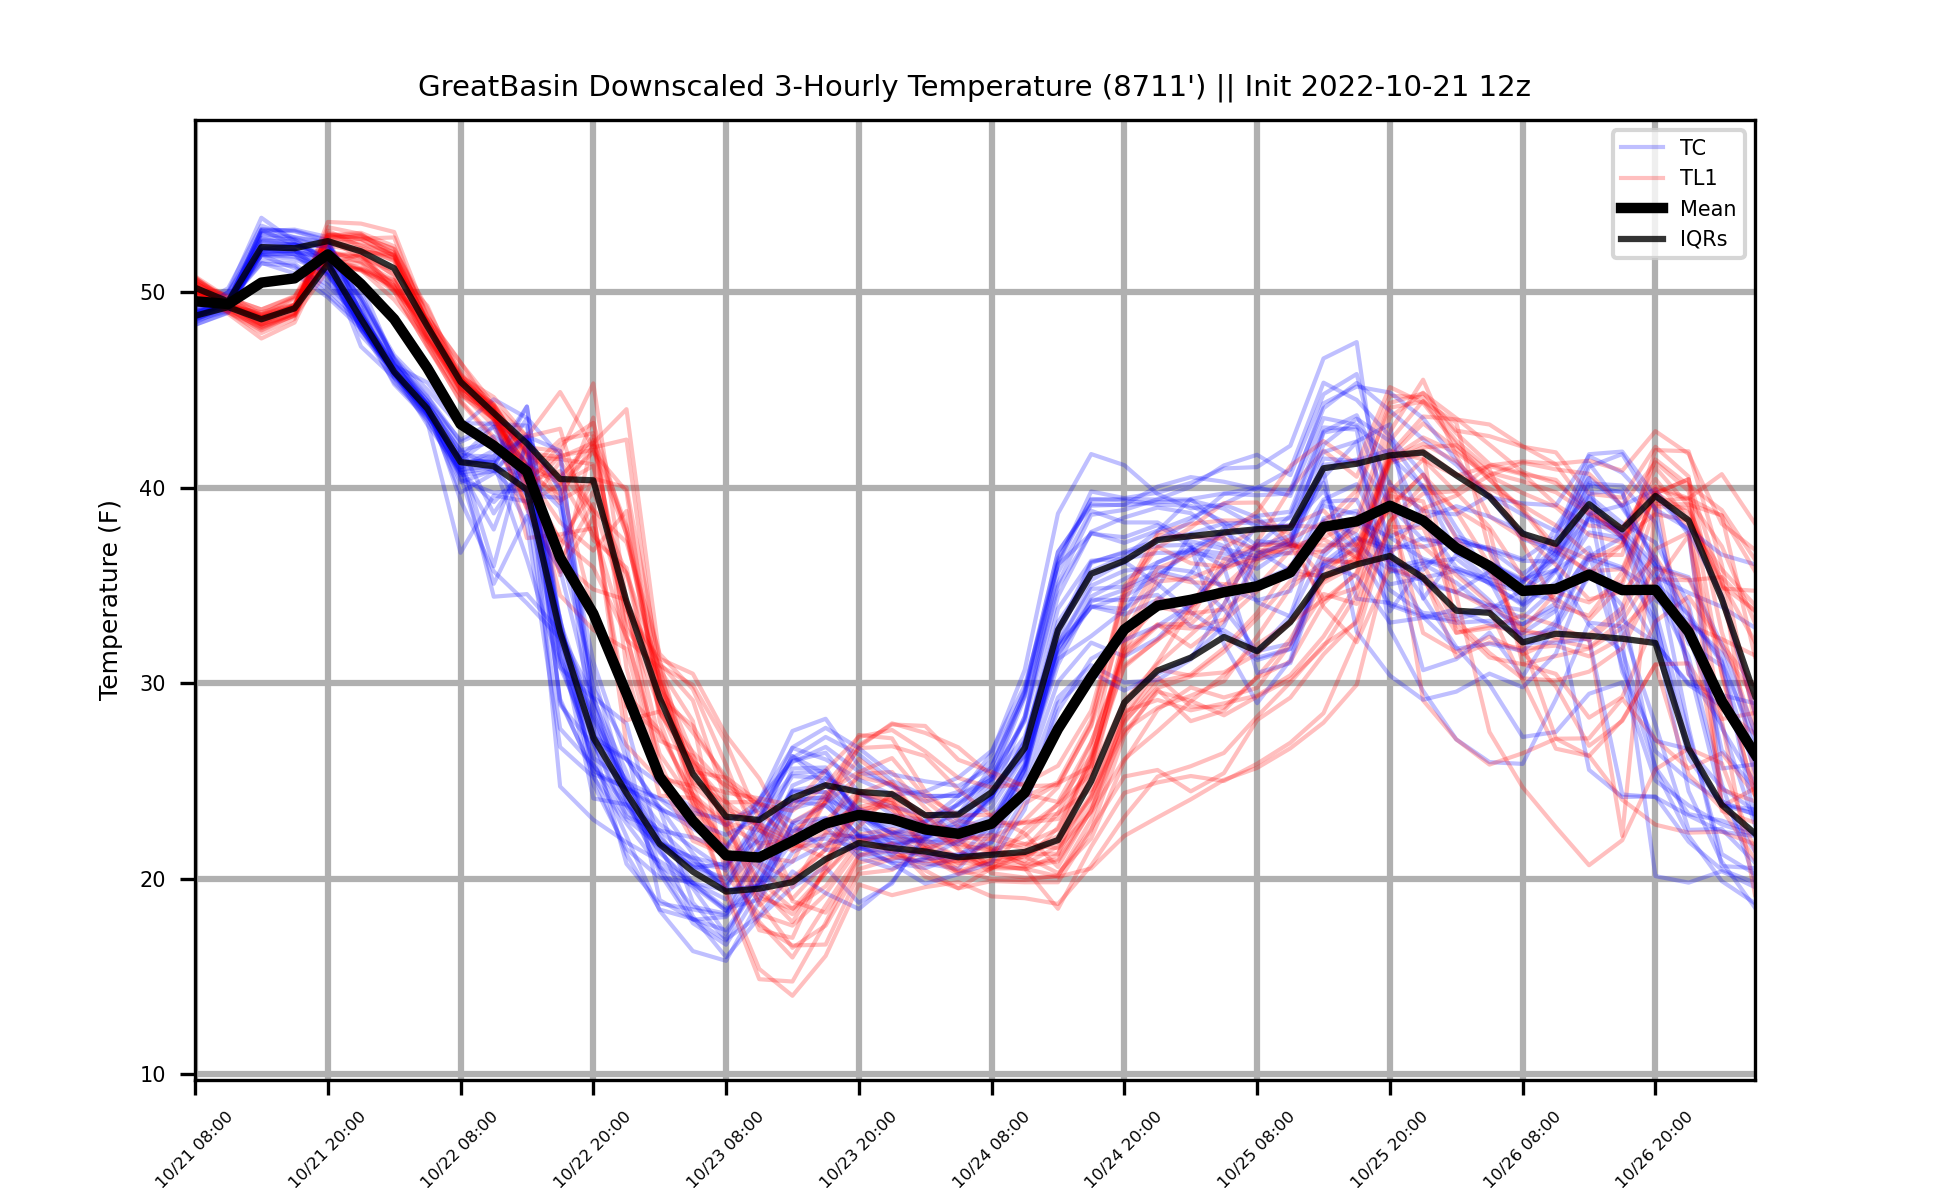 GreatBasin Downscaled 3-Hourly Temperature (8711') || Init 2022-10-21 12z
TC
TL1
Mean
IQRs
Temperature (F)
50
40
30
20
10
10/21 08:00
10/21 20:00
10/22 08:00
10/22 20:00
10/23 08:00
10/23 20:00
10/24 08:00
10/24 20:00
10/25 08:00
10/25 20:00
10/26 08:00
10/26 20:00